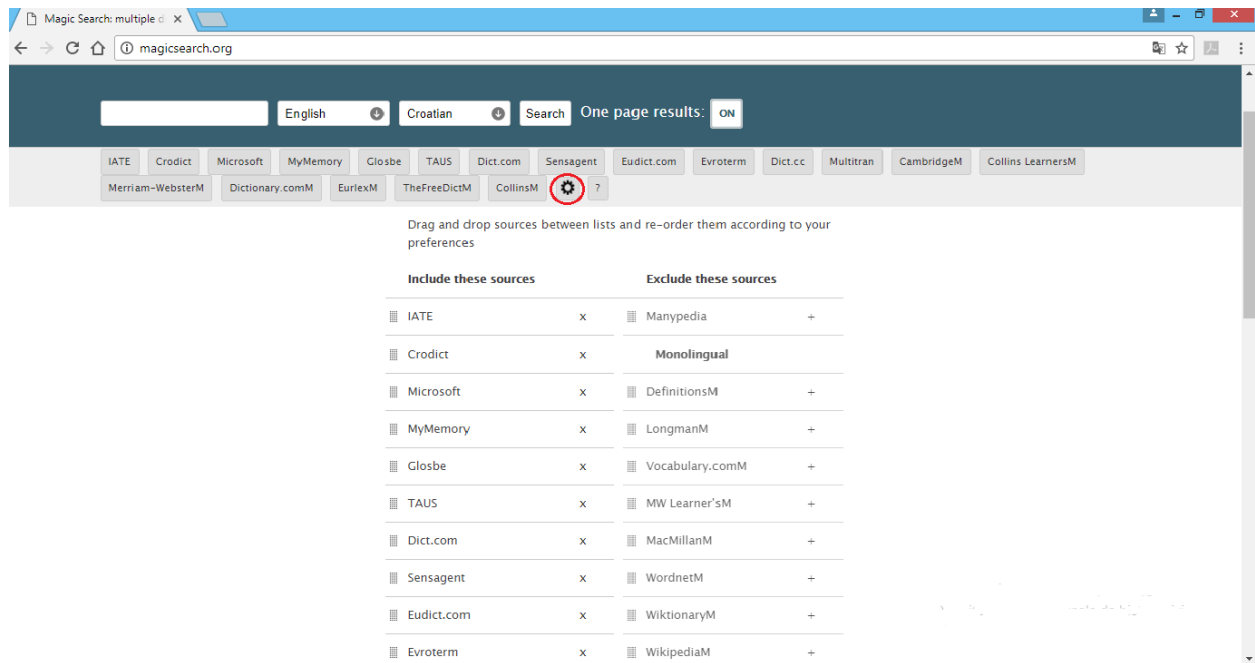 Magic Search: multiple d
magicsearch.org
English Croatian Search One page results: ON
IATE Crodict Microsoft MyMemory Glosbe TAUS Dict.com Sensagent Eudict.com Evroterm Dict.cc Multitran CambridgeM Collins LearnersM
Merriam-WebsterM Dictionary.comM EurlexM TheFreeDictM CollinsM ?
Drag and drop sources between lists and re-order them according to your
preferences
Include these sources Exclude these sources
IATE x Manypedia +
Crodict x Monolingual
Microsoft x DefinitionsM +
MyMemory x LongmanM +
Glosbe x Vocabulary.comM +
TAUS x MW Learner'sM +
Dict.com x MacMillanM +
Sensagent x WordnetM +
Eudict.com x WiktionaryM +
Evroterm x WikipediaM +